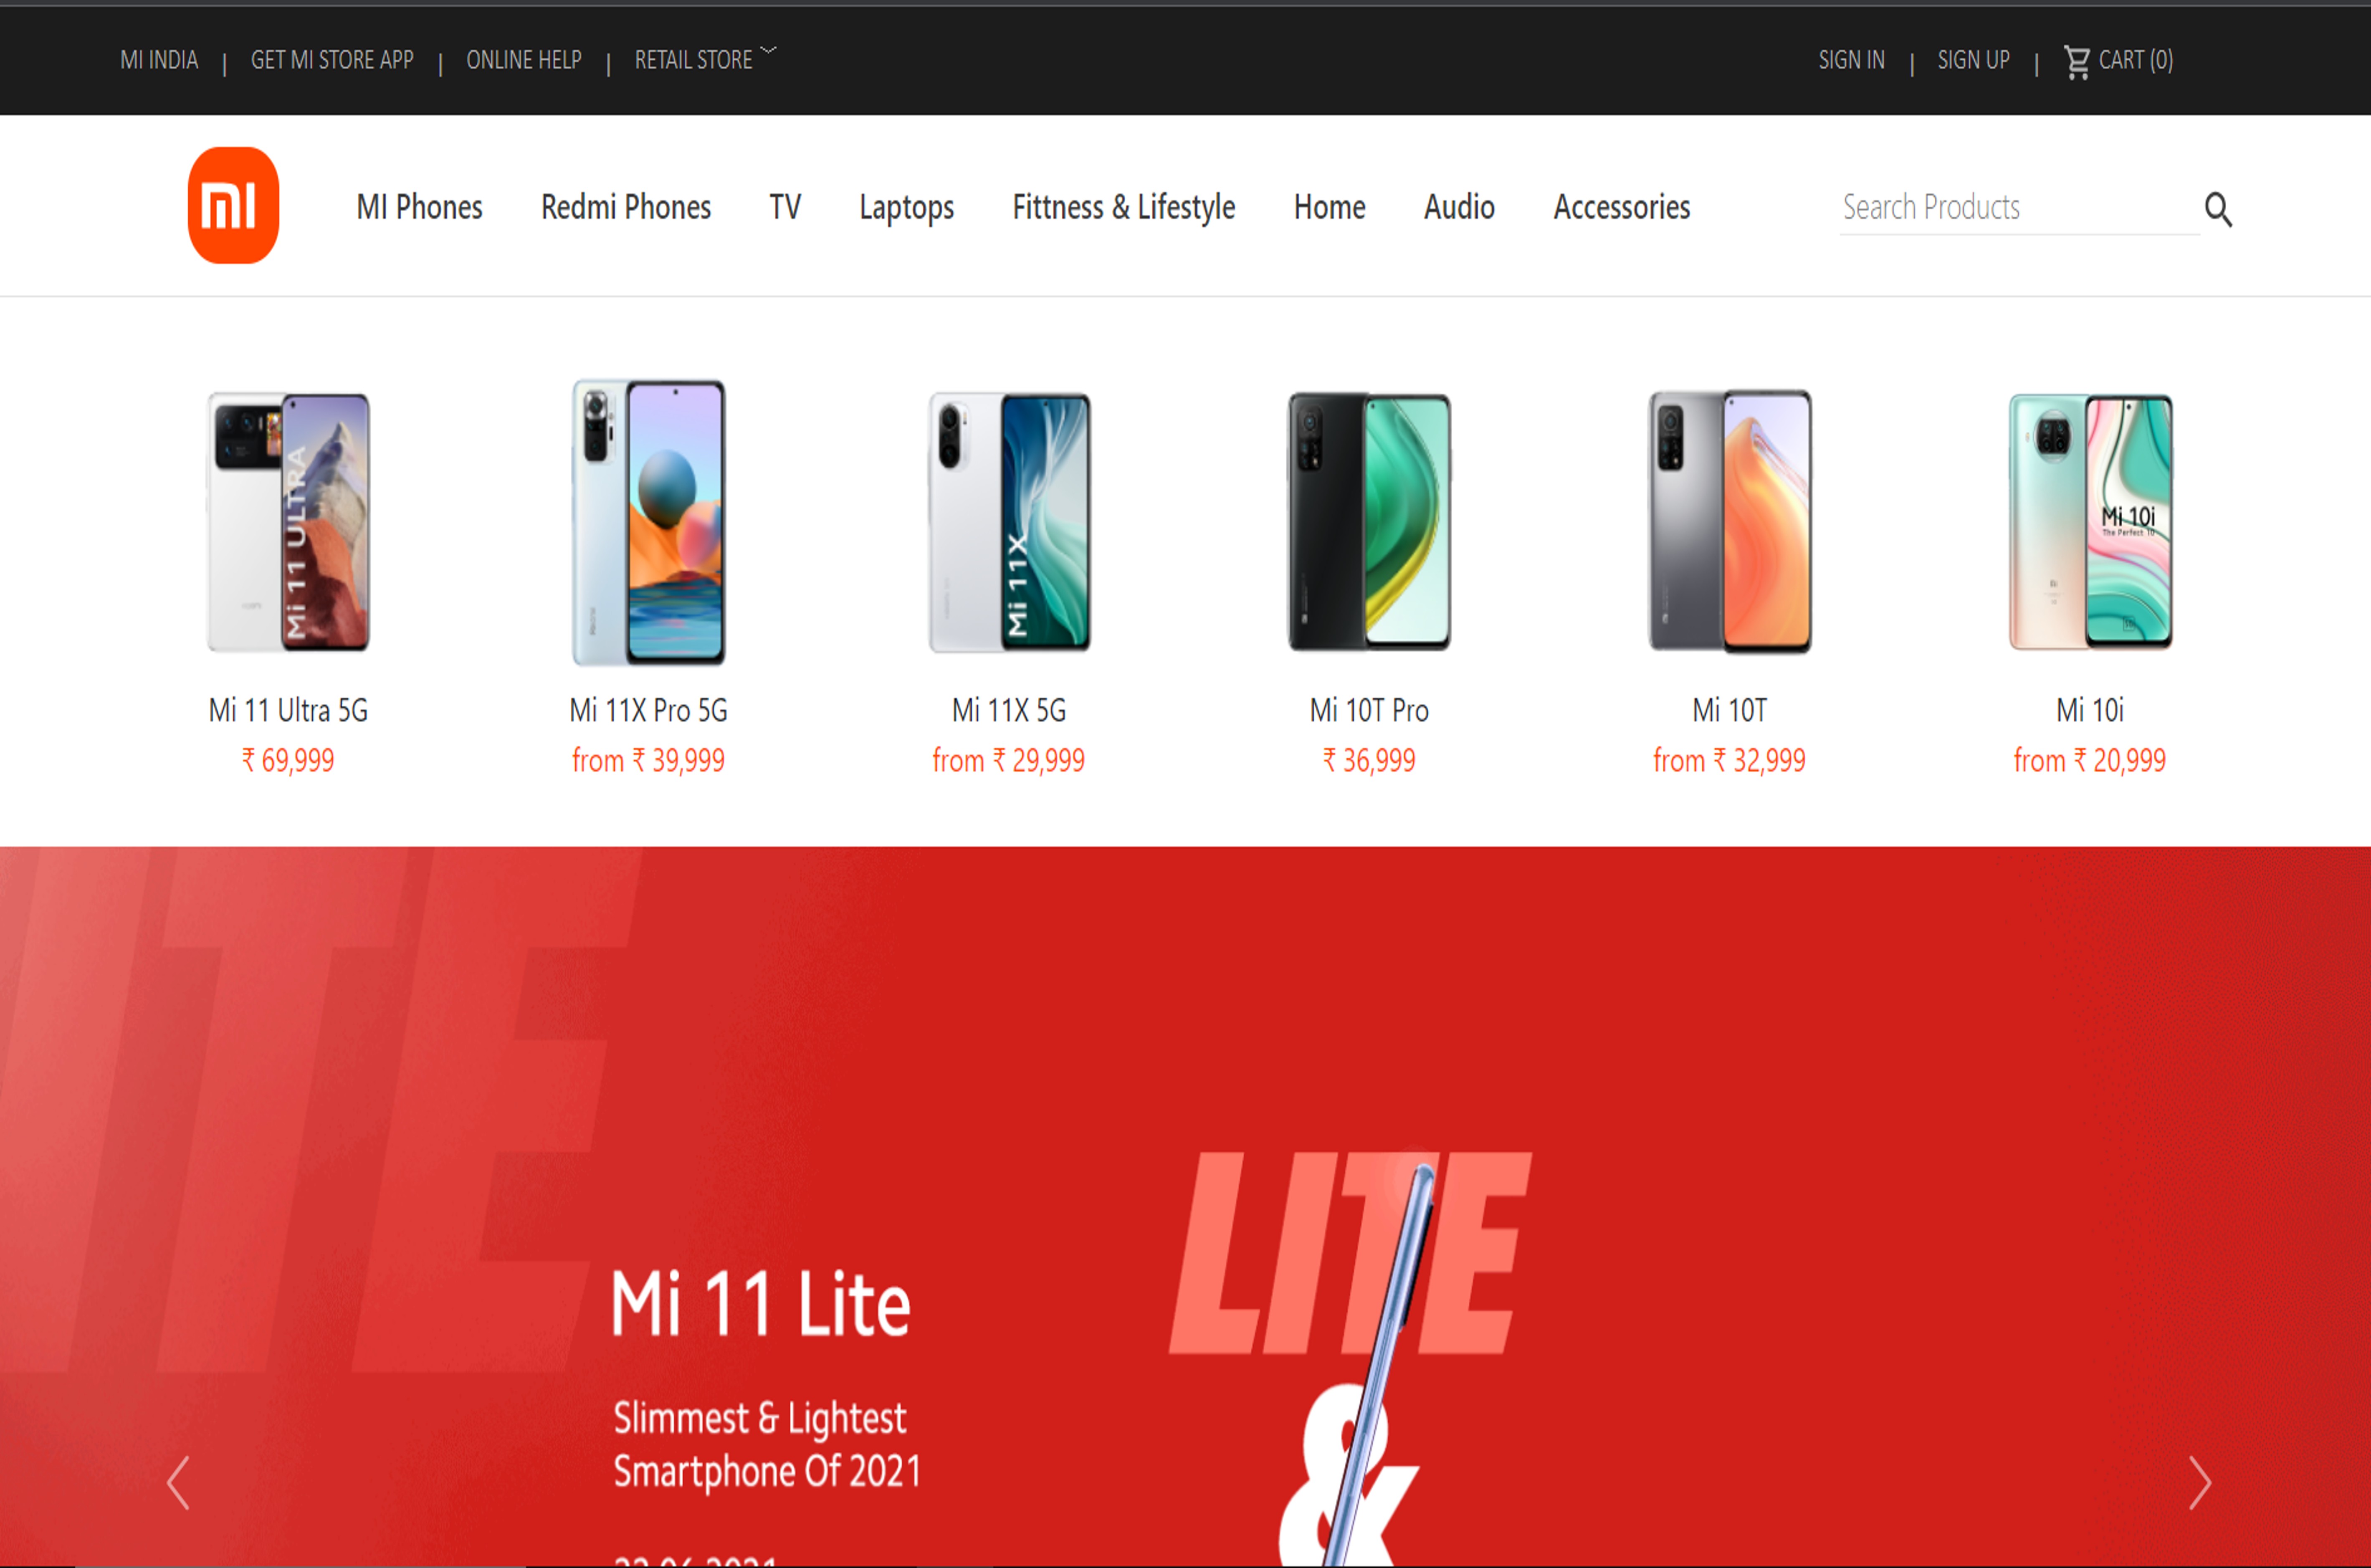 MI INDIA | GET MI STORE APP | ONLINE HELP | RETAIL STORE
SIGN IN | SIGN UP | CART (0)
MI
MI Phones Redmi Phones TV Laptops Fittness & Lifestyle Home Audio Accessories
Search Products
Mi 11 ULTRA
Mi 11X
Mi 10i
The Perfect 10
Mi 11 Ultra 5G
₹ 69,999
Mi 11X Pro 5G
from ₹ 39,999
Mi 11X 5G
from ₹ 29,999
Mi 10T Pro
₹ 36,999
Mi 10T
from ₹ 32,999
Mi 10i
from ₹ 20,999
ITE
LITE
&
Mi 11 Lite
Slimmest & Lightest
Smartphone Of 2021